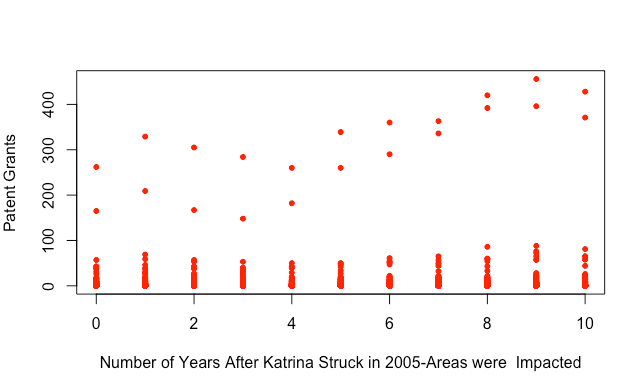 400
300
200
100
0
Patent Grants
0 2 4 6 8 10
Number of Years After Katrina Struck in 2005-Areas were  Impacted